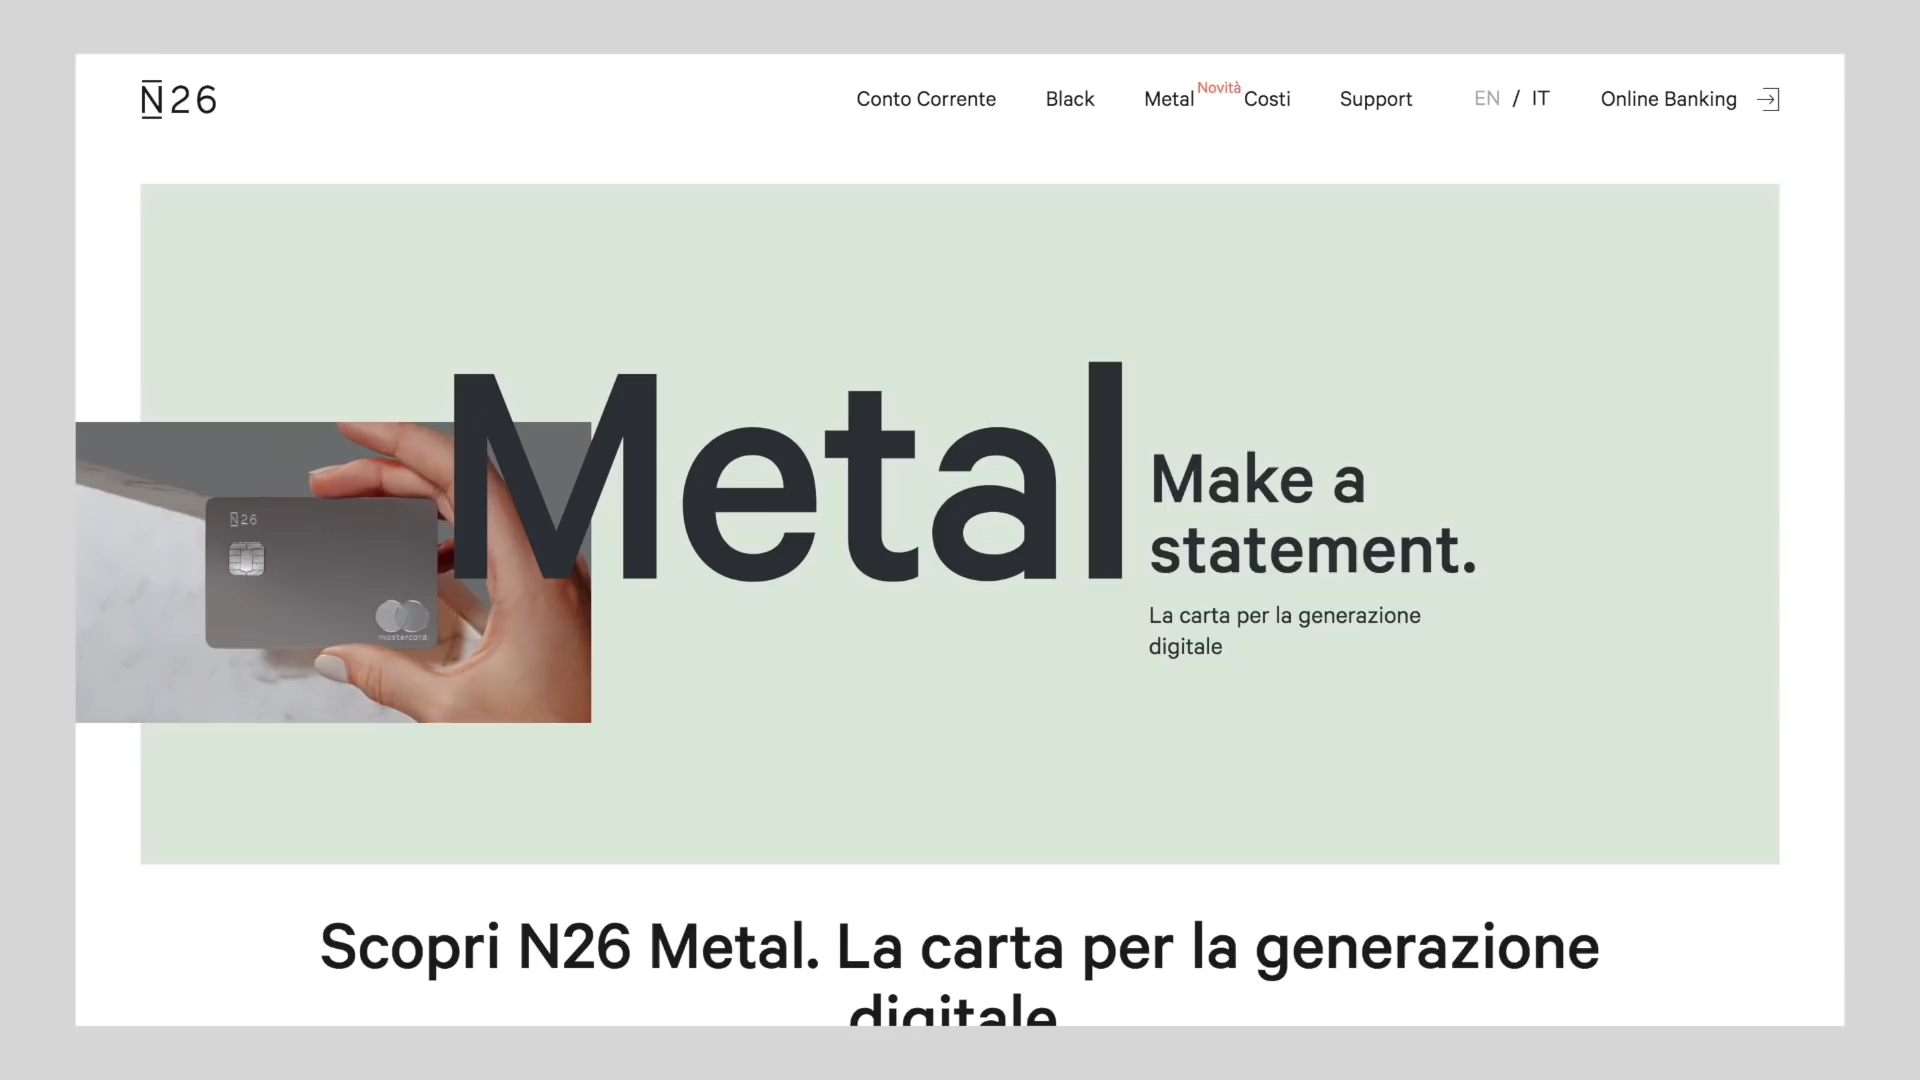 N26
Conto Corrente Black Metal Novità Costi Support EN / IT Online Banking
Metal
Make a
statement.
La carta per la generazione
digitale
N26
mastercard.
Scopri N26 Metal. La carta per la generazione
digitale